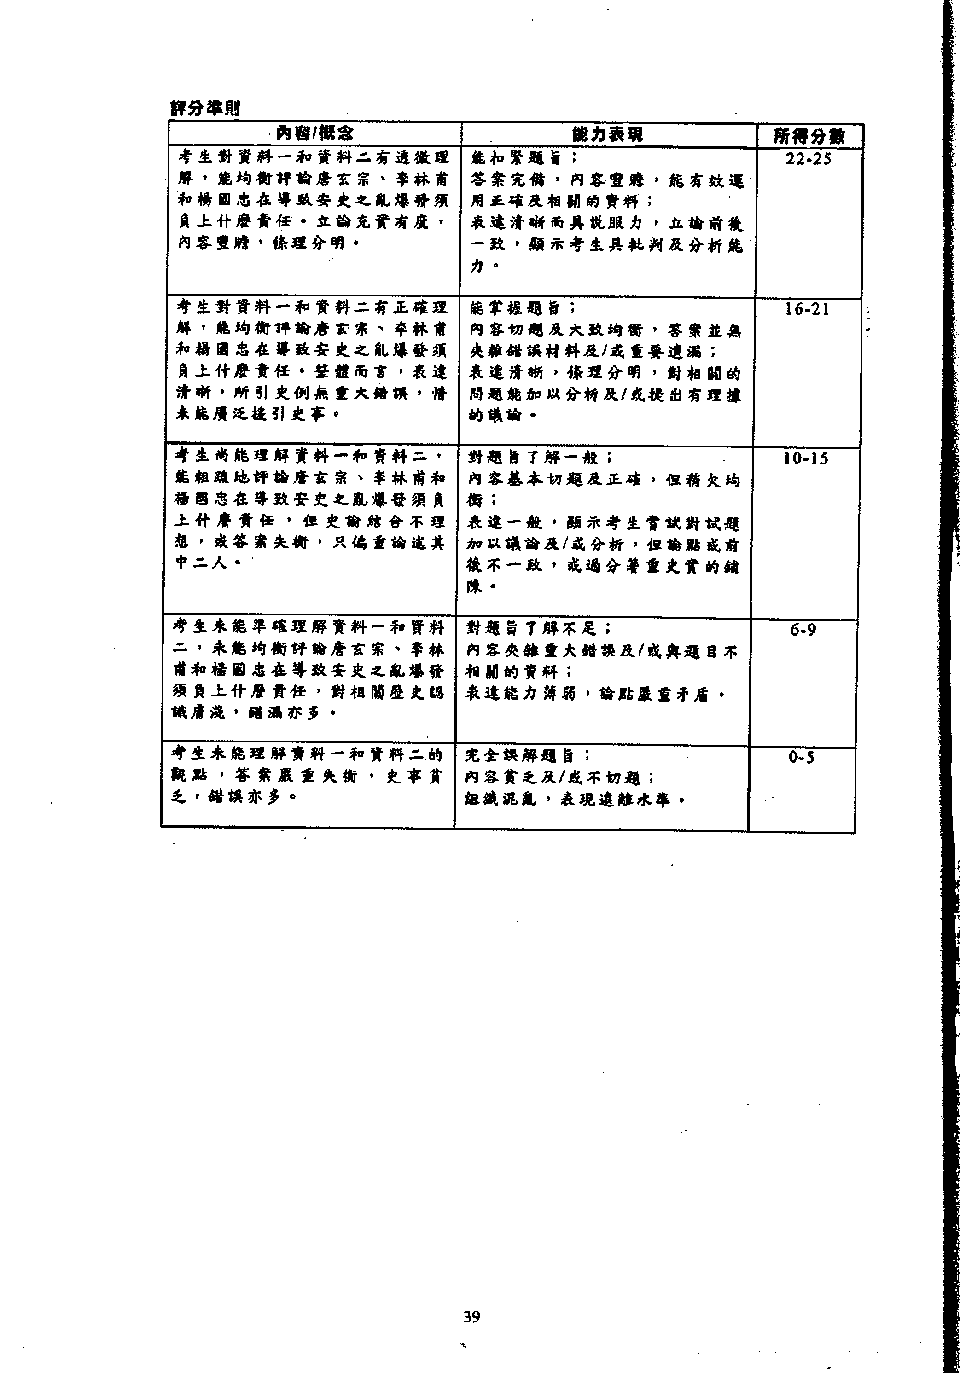 評分準則
內容/概念
能力表現
所得分數
考生對資料一和資料二有透徹理
解，能均衡評論唐玄宗、李林甫
和楊國忠在導致安史之亂爆發須
負上什麼責任。立論充實有度，
內容豐贍，條理分明。
能扣緊題旨；
答案完備，內容豐贍，能有效運
用正確及相關的資料；
表達清晰而具說服力，立論前後
一致，顯示考生具批判及分析能
力。
22-25
考生對資料一和資料二有正確理
解，能均衡評論唐玄宗、李林甫
和楊國忠在導致安史之亂爆發須
負上什麼責任。整體而言，表達
清晰，所引史例無重大錯誤，惜
未能廣泛援引史事。
能掌握題旨；
內容切題及大致均衡，答案並無
夾雜錯誤材料及/或重要遺漏；
表達清晰，條理分明，對相關的
問題能加以分析及/或提出有理據
的議論。
16-21
考生尚能理解資料一和資料二，
能粗疏地評論唐玄宗、李林甫和
楊國忠在導致安史之亂爆發須負
上什麼責任，但史論結合不理
想，或答案失衡，只偏重論述其
中二人。
對題旨了解一般；
內容基本切題及正確，但稍欠均
衡；
表達一般，顯示考生嘗試對試題
加以議論及/或分析，但論點或前
後不一致，或過分着重史實的鋪
陳。
10-15
考生未能準確理解資料一和資料
二，未能均衡評論唐玄宗、李林
甫和楊國忠在導致安史之亂爆發
須負上什麼責任，對相關歷史認
識膚淺，錯漏亦多。
對題旨了解不足；
內容夾雜重大錯誤及/或與題目不
相關的資料；
表達能力薄弱，論點嚴重矛盾。
6-9
考生未能理解資料一和資料二的
觀點，答案嚴重失衡，史事貧
乏，錯誤亦多。
完全誤解題旨；
內容貧乏及/或不切題；
組織混亂，表現遠離水準。
0-5
39